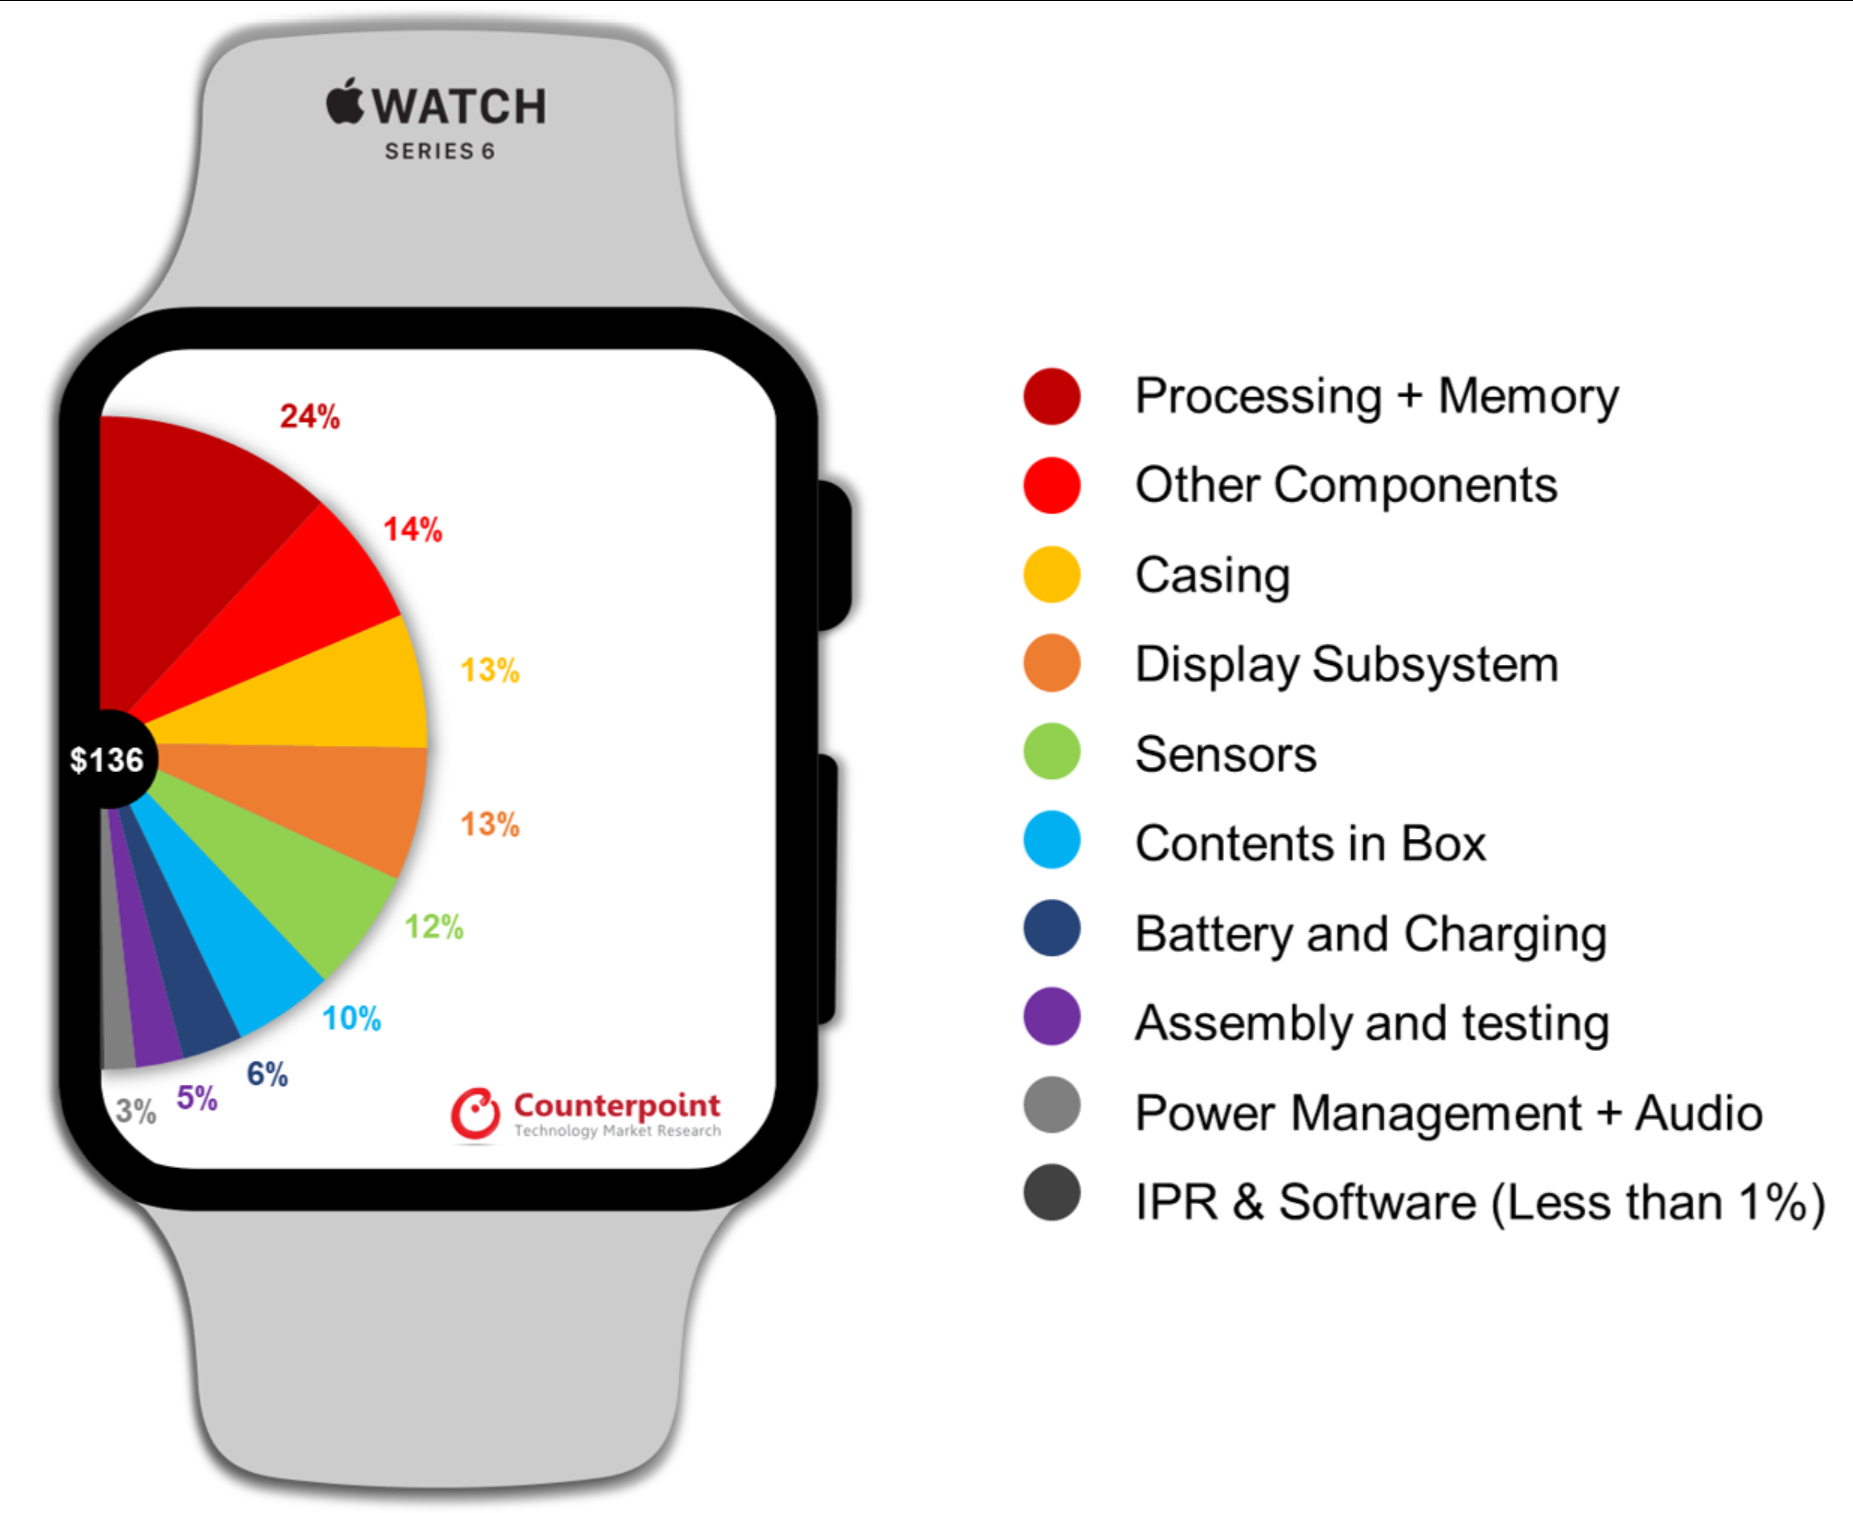 WATCH
SERIES 6
24%
14%
13%
$136
13%
12%
10%
6%
5%
3%
Counterpoint
Technology Market Research
Processing + Memory
Other Components
Casing
Display Subsystem
Sensors
Contents in Box
Battery and Charging
Assembly and testing
Power Management + Audio
IPR & Software (Less than 1%)